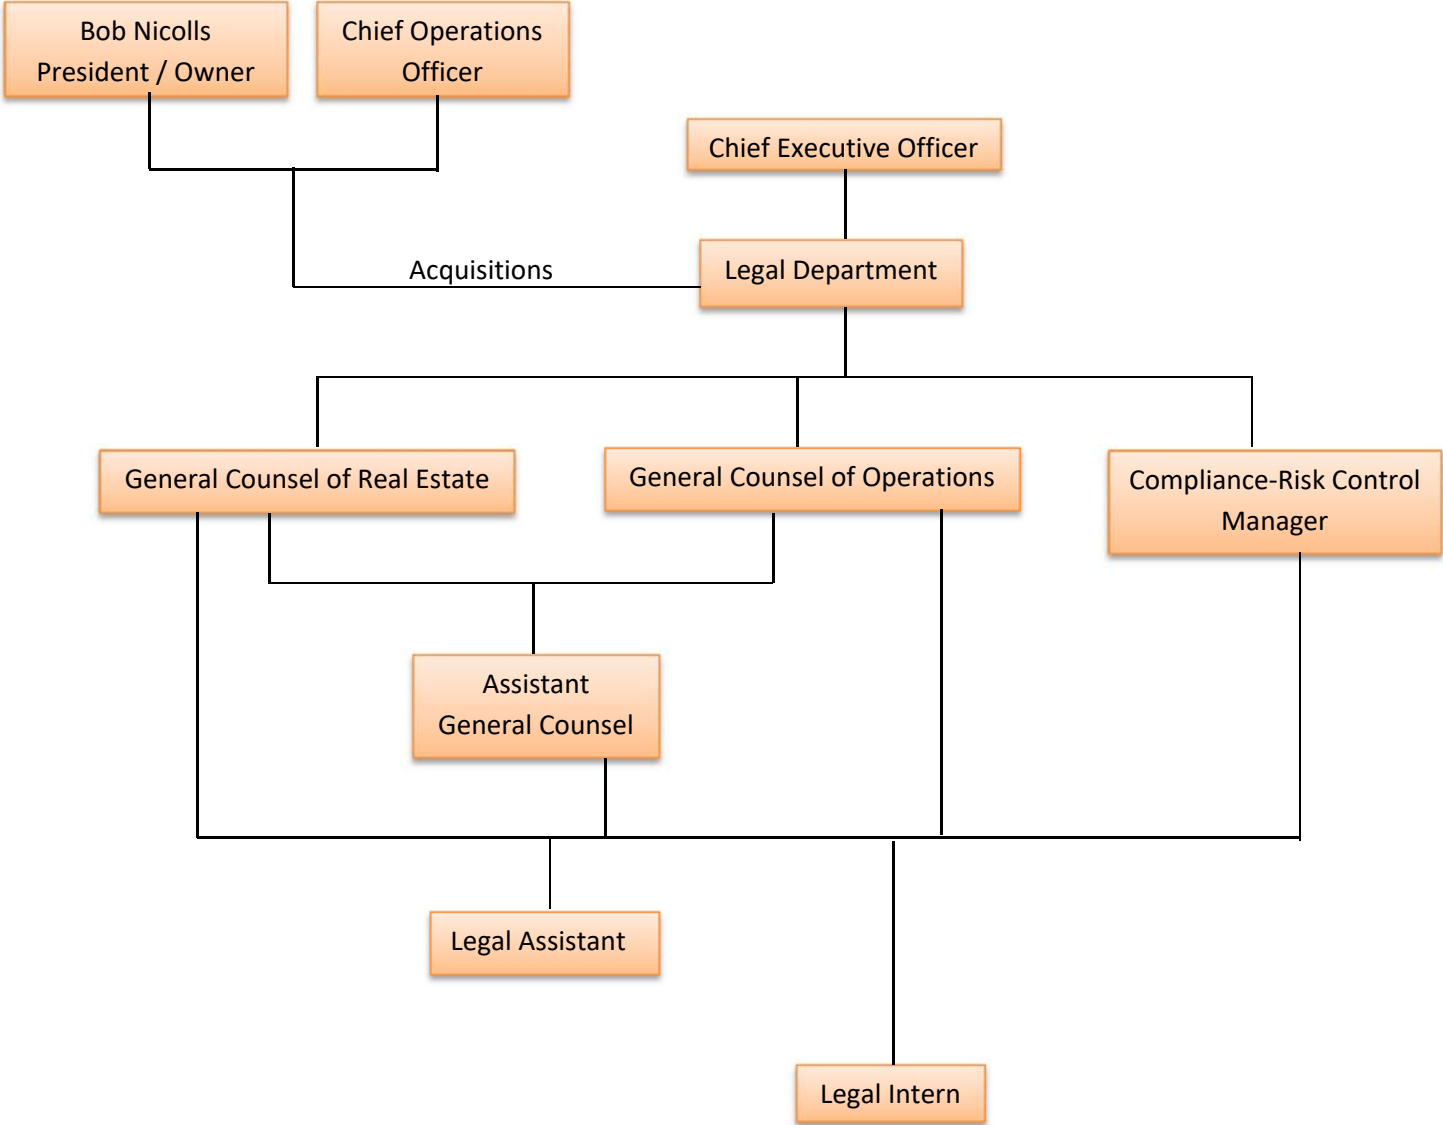 Bob Nicolls
President / Owner
Chief Operations
Officer
Chief Executive Officer
Acquisitions
Legal Department
General Counsel of Real Estate
General Counsel of Operations
Compliance-Risk Control
Manager
Assistant
General Counsel
Legal Assistant
Legal Intern